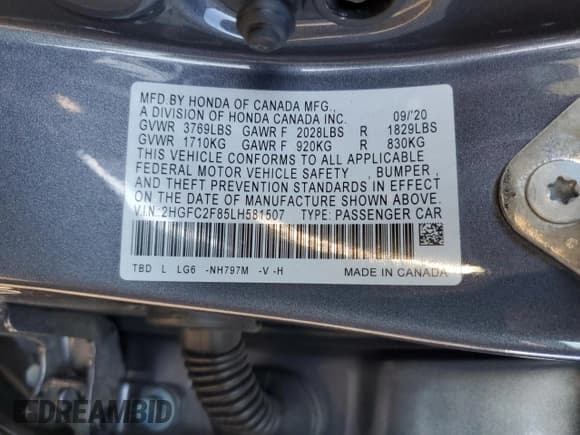 MFD.BY HONDA OF CANADA MFG.,
A DIVISION OF HONDA CANADA INC. 09/'20
GVWR 3769LBS GAWR F 2028LBS R 1829LBS
GVWR 1710KG GAWR F 920KG R 830KG
THIS VEHICLE CONFORMS TO ALL APPLICABLE
FEDERAL MOTOR VEHICLE SAFETY , BUMPER ,
AND THEFT PREVENTION STANDARDS IN EFFECT
ON THE DATE OF MANUFACTURE SHOWN ABOVE.
V.I.N.:2HGFC2F85LH581507 TYPE: PASSENGER CAR
TBD L LG6 -NH797M -V -H MADE IN CANADA
DREAMBID